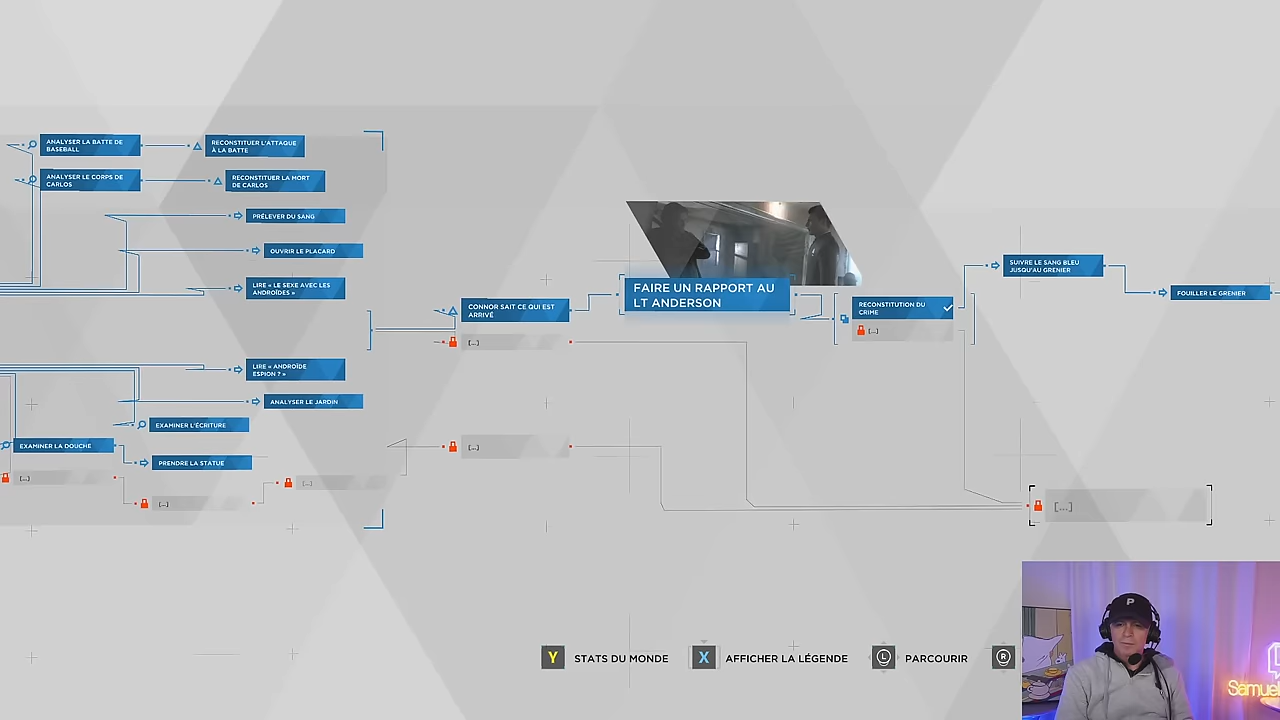 ANALYSER LA BATTE DE
BASEBALL
RECONSTITUER L'ATTAQUE
À LA BATTE
ANALYSER LE CORPS DE
CARLOS
RECONSTITUER LA MORT
DE CARLOS
PRÉLEVER DU SANG
OUVRIR LE PLACARD
LIRE « LE SEXE AVEC LES
ANDROÏDES »
LIRE « ANDROÏDE
ESPION ? »
ANALYSER LE JARDIN
EXAMINER L'ÉCRITURE
EXAMINER LA DOUCHE
PRENDRE LA STATUE
[...]
[...]
[...]
CONNOR SAIT CE QUI EST
ARRIVÉ
[...]
[...]
FAIRE UN RAPPORT AU
LT ANDERSON
RECONSTITUTION DU
CRIME
[...]
SUIVRE LE SANG BLEU
JUSQU'AU GRENIER
FOUILLER LE GRENIER
[...]
Y STATS DU MONDE
X AFFICHER LA LÉGENDE
L PARCOURIR
R
P
Samuel